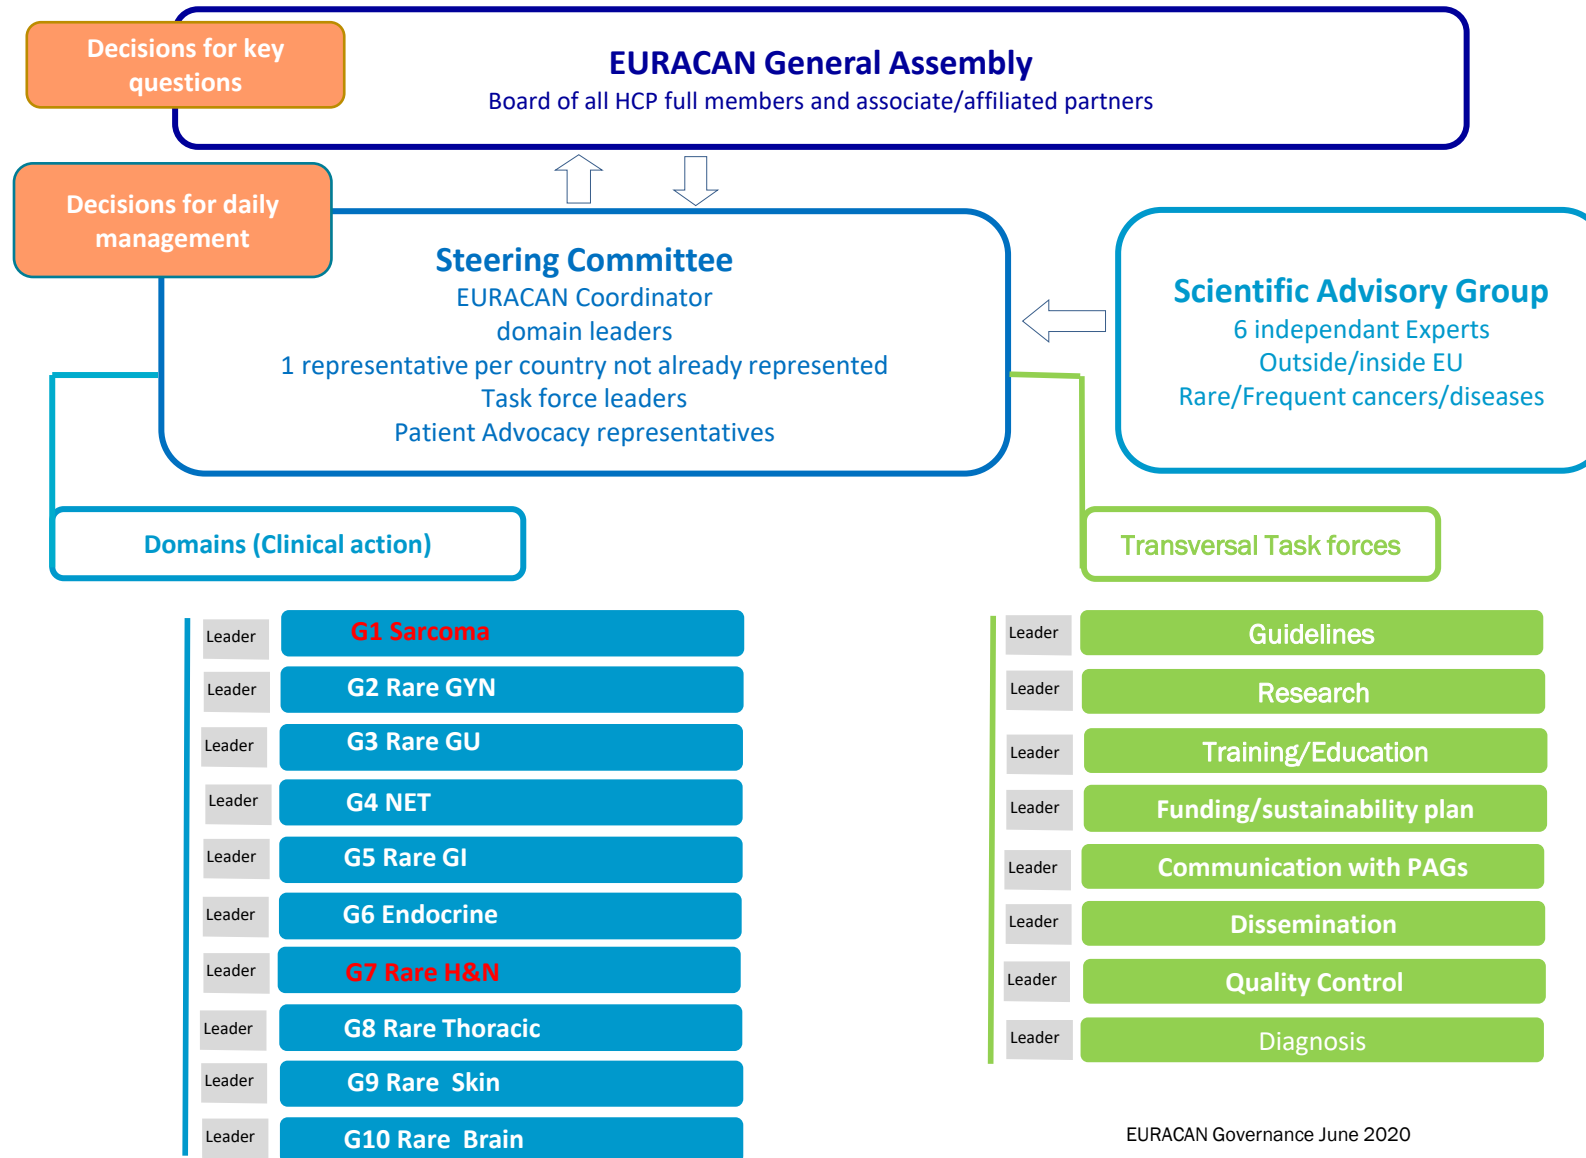 Decisions for key
questions
EURACAN General Assembly
Board of all HCP full members and associate/affiliated partners
Decisions for daily
management
Steering Committee
EURACAN Coordinator
domain leaders
1 representative per country not already represented
Task force leaders
Patient Advocacy representatives
Scientific Advisory Group
6 independant Experts
Outside/inside EU
Rare/Frequent cancers/diseases
Domains (Clinical action)
Transversal Task forces
Leader
G1 Sarcoma
Leader
G2 Rare GYN
Leader
G3 Rare GU
Leader
G4 NET
Leader
G5 Rare GI
Leader
G6 Endocrine
Leader
G7 Rare H&N
Leader
G8 Rare Thoracic
Leader
G9 Rare  Skin
Leader
G10 Rare  Brain
Leader
Guidelines
Leader
Research
Leader
Training/Education
Leader
Funding/sustainability plan
Leader
Communication with PAGs
Leader
Dissemination
Leader
Quality Control
Leader
Diagnosis
EURACAN Governance June 2020